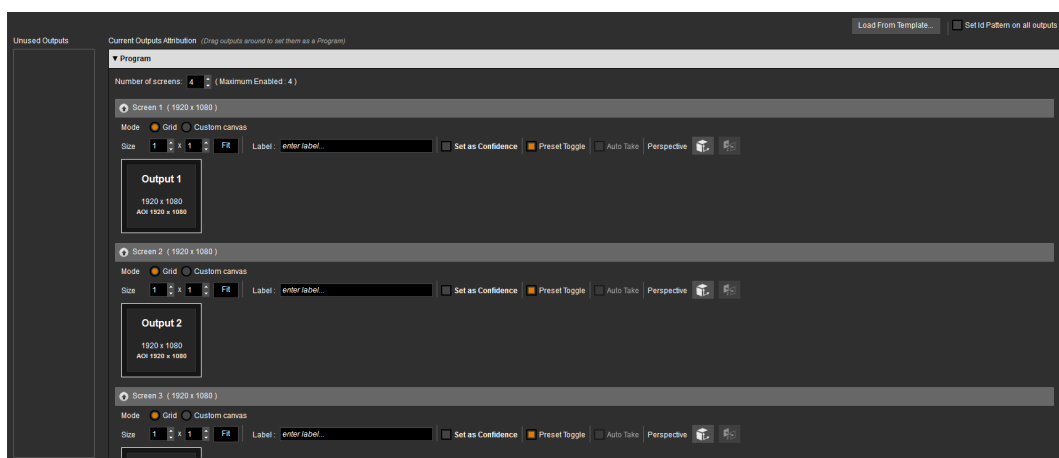 Load From Template... Set Id Pattern on all outputs
Unused Outputs Current Outputs Attribution (Drag outputs around to set them as a Program)
▼ Program
Number of screens: 4 ( Maximum Enabled : 4 )
Screen 1 ( 1920 x 1080 )
Mode Grid Custom canvas
Size 1 x 1 Fit Label : enter label... Set as Confidence Preset Toggle Auto Take Perspective
Output 1
1920 x 1080
AOI 1920 x 1080
Screen 2 ( 1920 x 1080 )
Mode Grid Custom canvas
Size 1 x 1 Fit Label : enter label... Set as Confidence Preset Toggle Auto Take Perspective
Output 2
1920 x 1080
AOI 1920 x 1080
Screen 3 ( 1920 x 1080 )
Mode Grid Custom canvas
Size 1 x 1 Fit Label : enter label... Set as Confidence Preset Toggle Auto Take Perspective